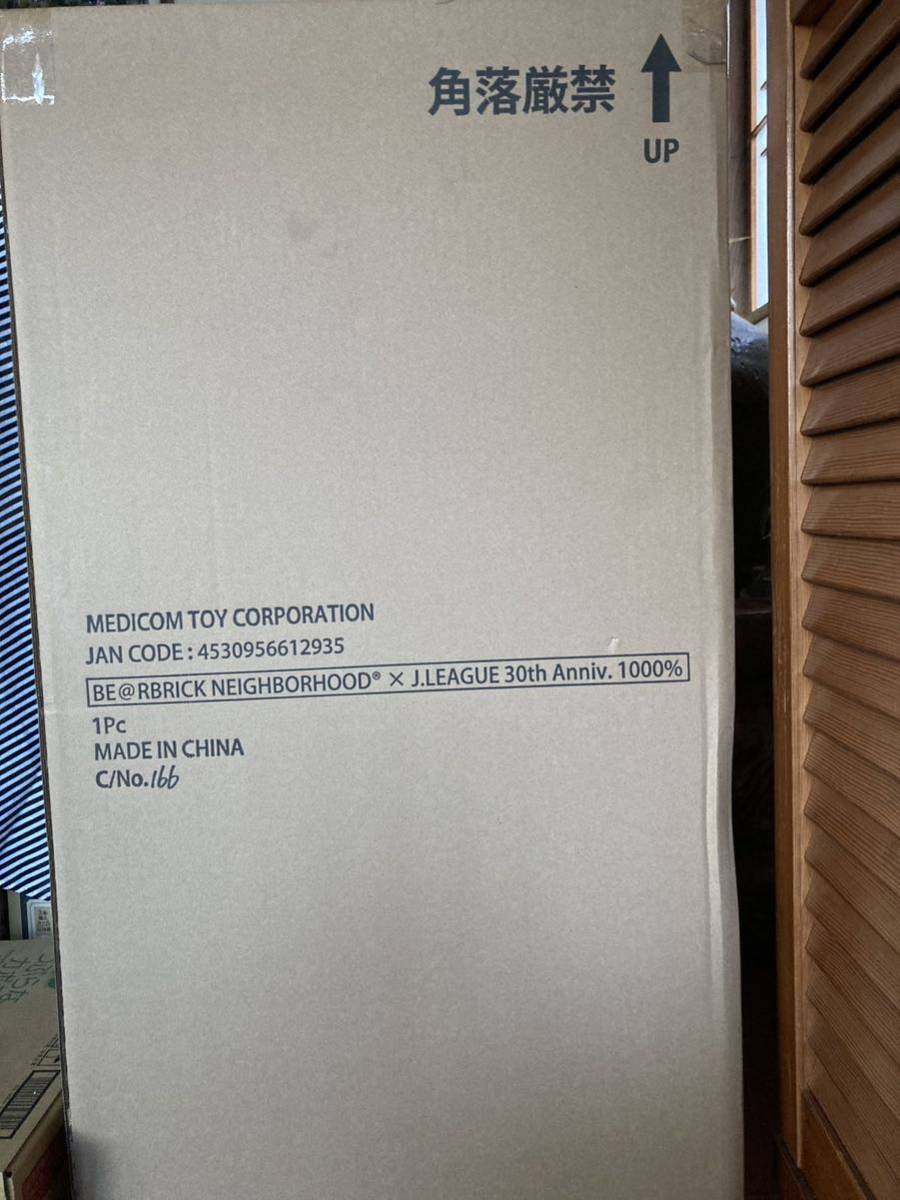 角落厳禁
UP
MEDICOM TOY CORPORATION
JAN CODE : 4530956612935
BE@RBRICK NEIGHBORHOOD® × J.LEAGUE 30th Anniv. 1000%
1Pc
MADE IN CHINA
C/No.166